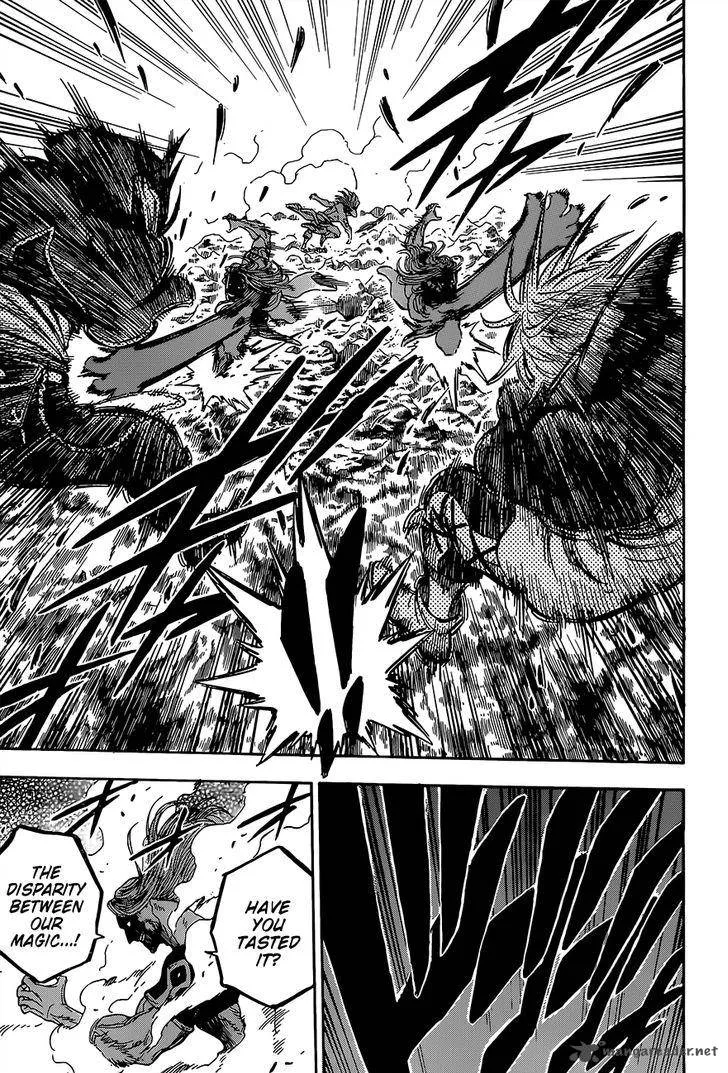 HAVE
YOU
TASTED
IT?
THE
DISPARITY
BETWEEN
OUR
MAGIC...!
mangareader.net